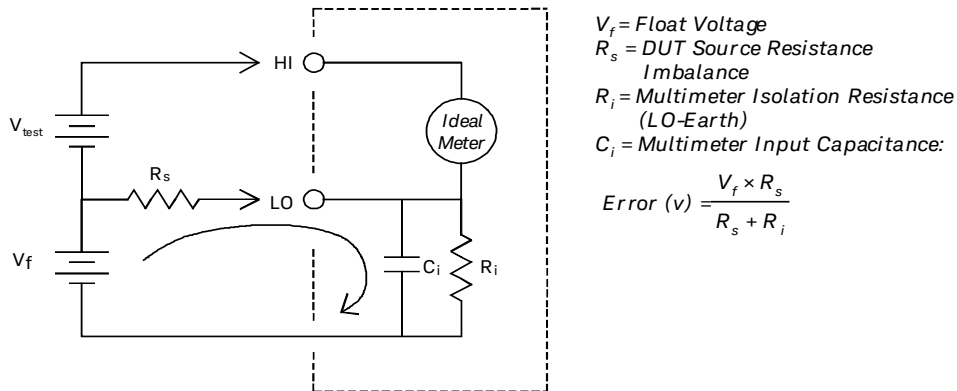 HI
V_test
Ideal
Meter
R_s
LO
V_f
C_i
R_i
V_f = Float Voltage
R_s = DUT Source Resistance
Imbalance
R_i = Multimeter Isolation Resistance
(LO-Earth)
C_i = Multimeter Input Capacitance:
Error (v) = V_f × R_s / R_s + R_i